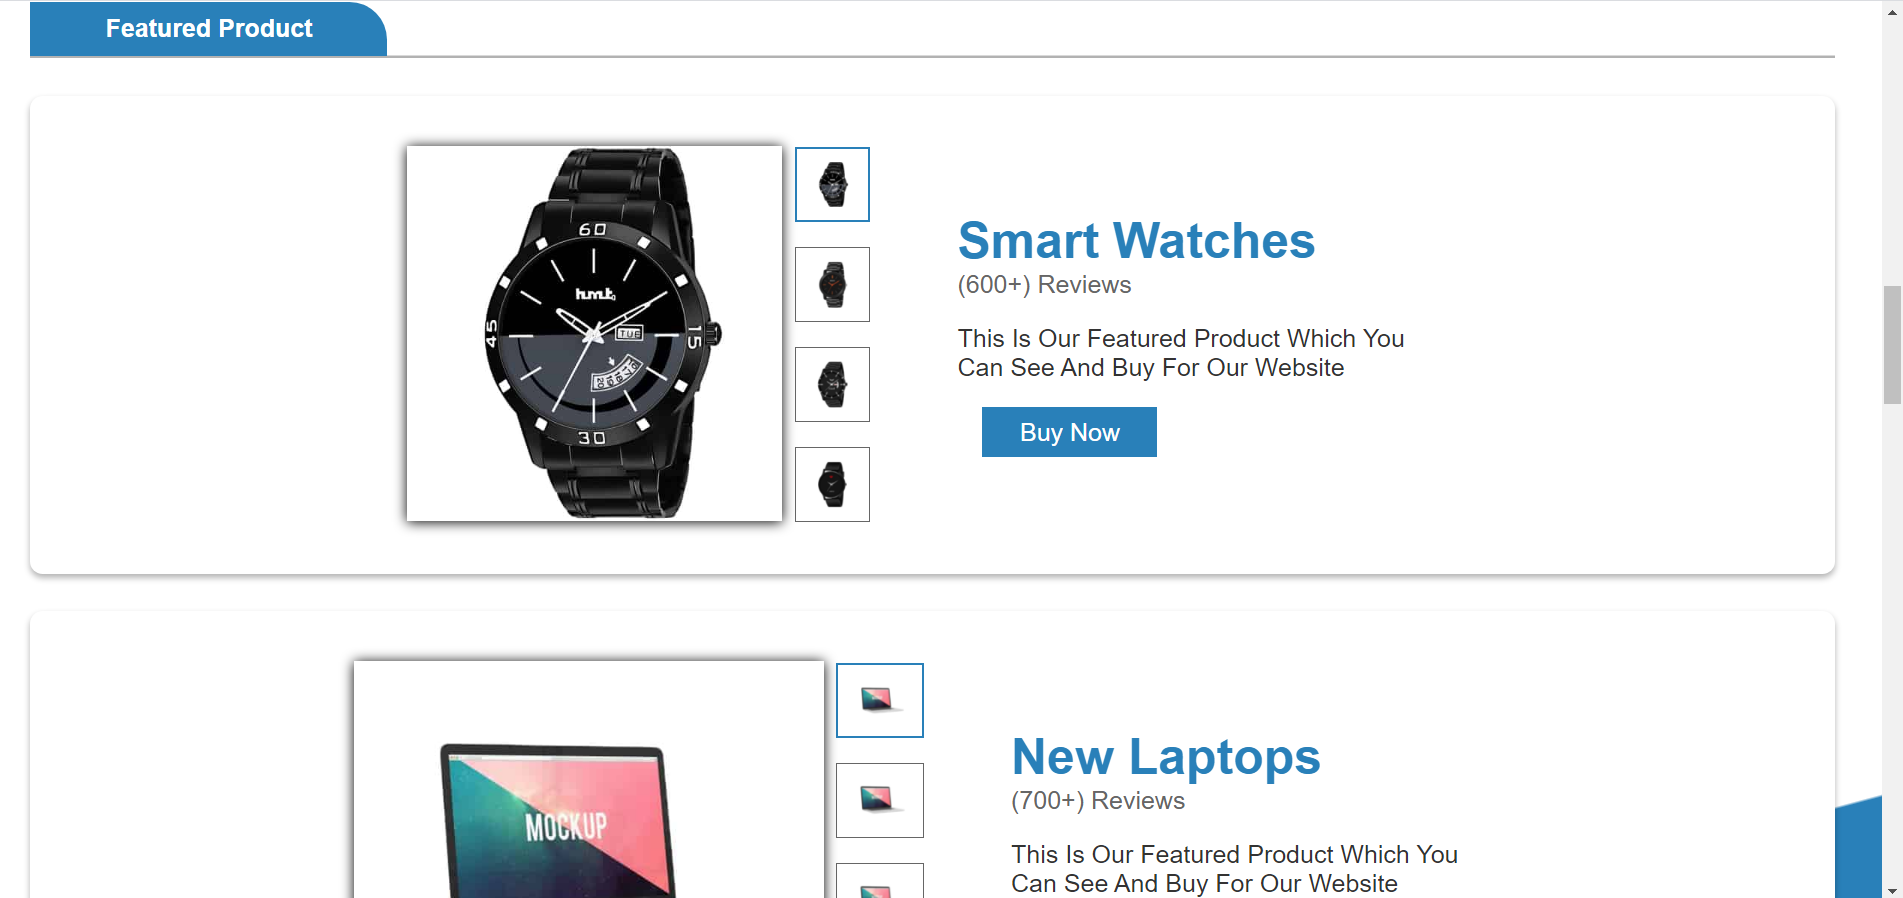 Featured Product
60
45
15
30
hmt
TUE
Smart Watches
(600+) Reviews
This Is Our Featured Product Which You
Can See And Buy For Our Website
Buy Now
MOCKUP
New Laptops
(700+) Reviews
This Is Our Featured Product Which You
Can See And Buy For Our Website